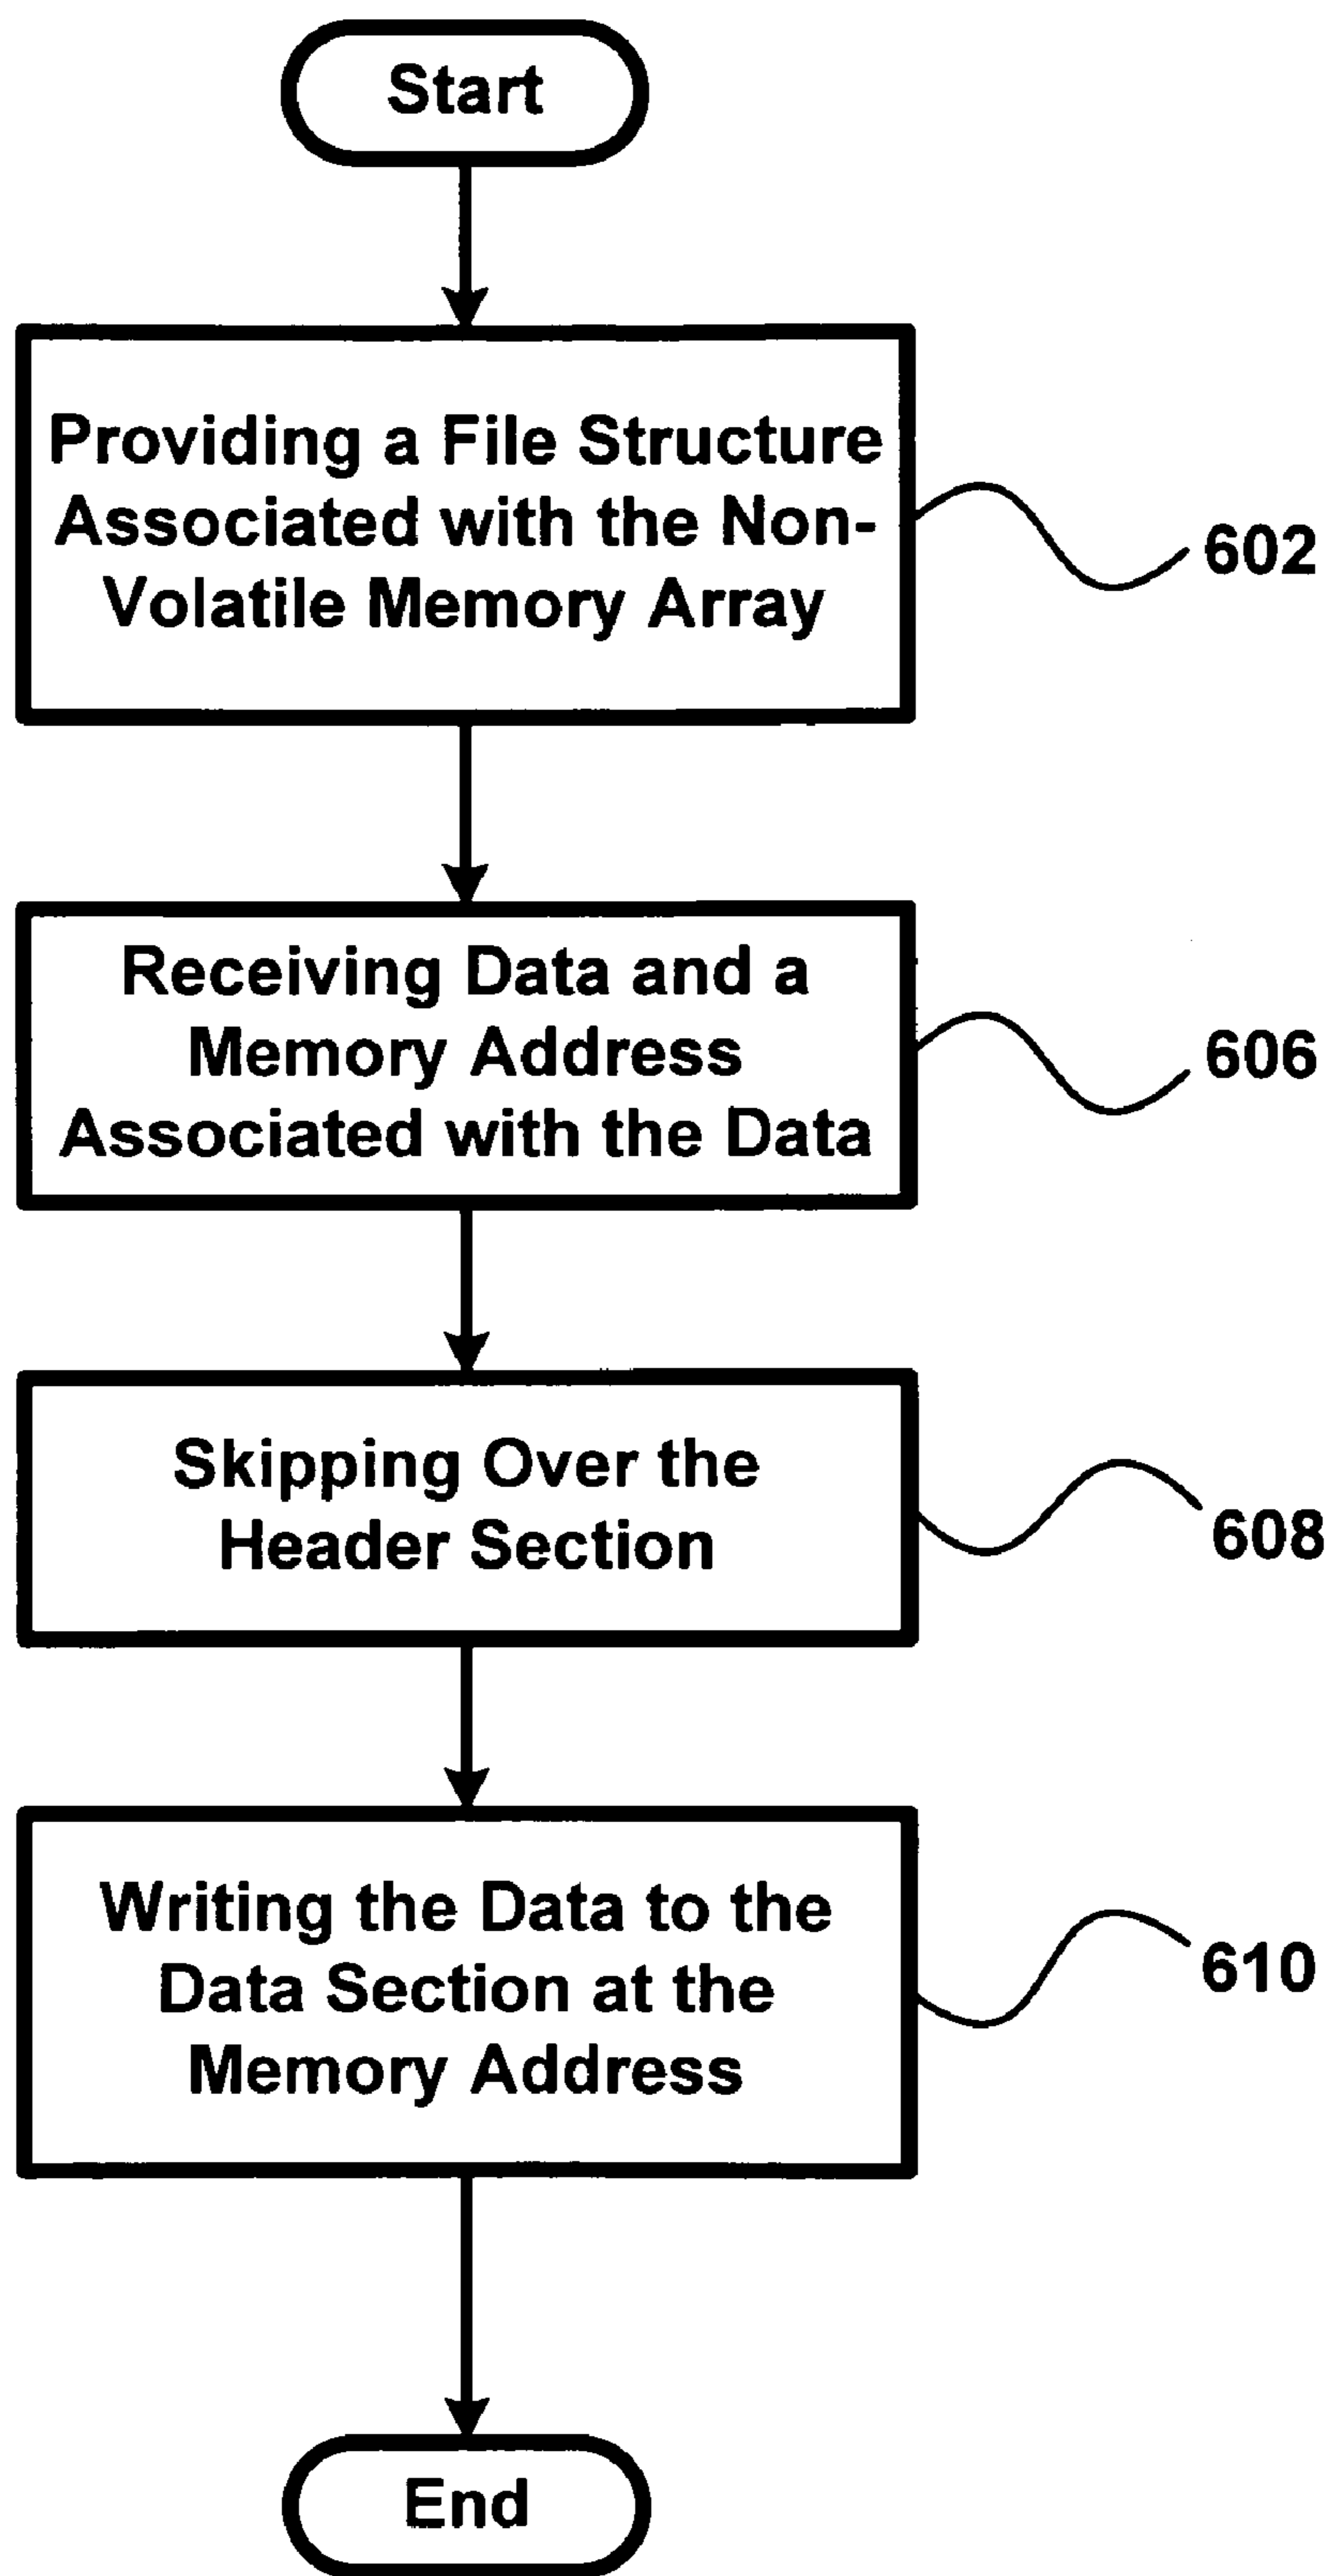 Start
Providing a File Structure
Associated with the Non-
Volatile Memory Array
602
Receiving Data and a
Memory Address
Associated with the Data
606
Skipping Over the
Header Section
608
Writing the Data to the
Data Section at the
Memory Address
610
End